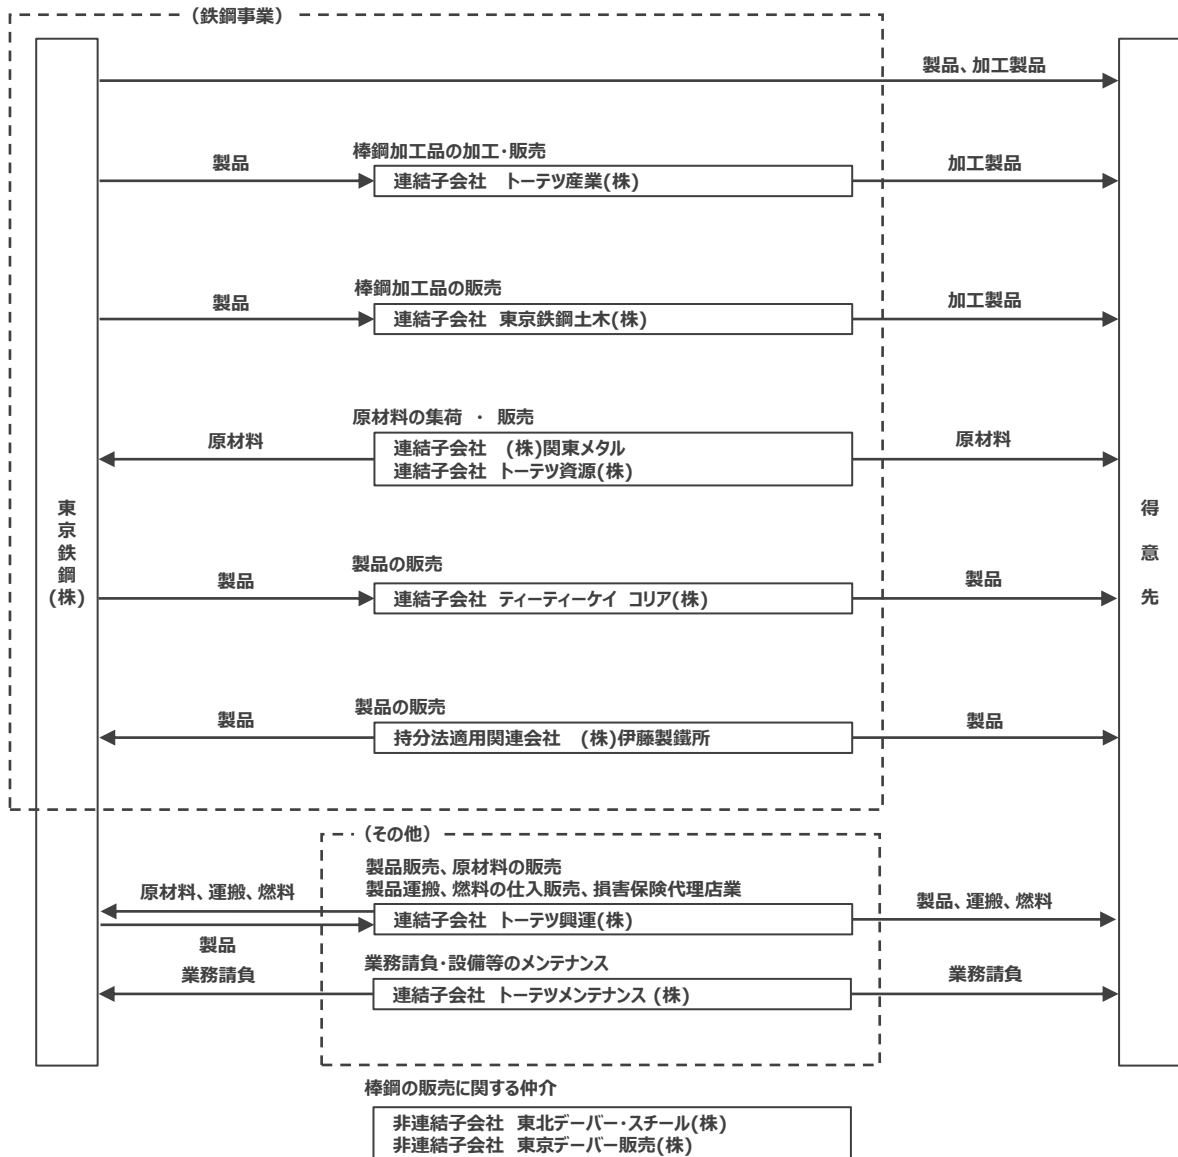 （鉄鋼事業）
製品、加工製品
棒鋼加工品の加工・販売
製品
加工製品
連結子会社　トーテツ産業(株)
棒鋼加工品の販売
製品
加工製品
連結子会社 東京鉄鋼土木(株)
原材料の集荷 ・ 販売
原材料
原材料
連結子会社　(株)関東メタル
連結子会社 トーテツ資源(株)
東京鉄鋼(株)
得意先
製品の販売
製品
製品
連結子会社 ティーティーケイ コリア(株)
製品の販売
製品
製品
持分法適用関連会社　(株)伊藤製鐵所
（その他）
製品販売、原材料の販売
製品運搬、燃料の仕入販売、損害保険代理店業
原材料、運搬、燃料
製品、運搬、燃料
連結子会社 トーテツ興運(株)
製品
業務請負・設備等のメンテナンス
業務請負
業務請負
連結子会社 トーテツメンテナンス (株)
棒鋼の販売に関する仲介
非連結子会社 東北デーバー・スチール(株)
非連結子会社 東京デーバー販売(株)